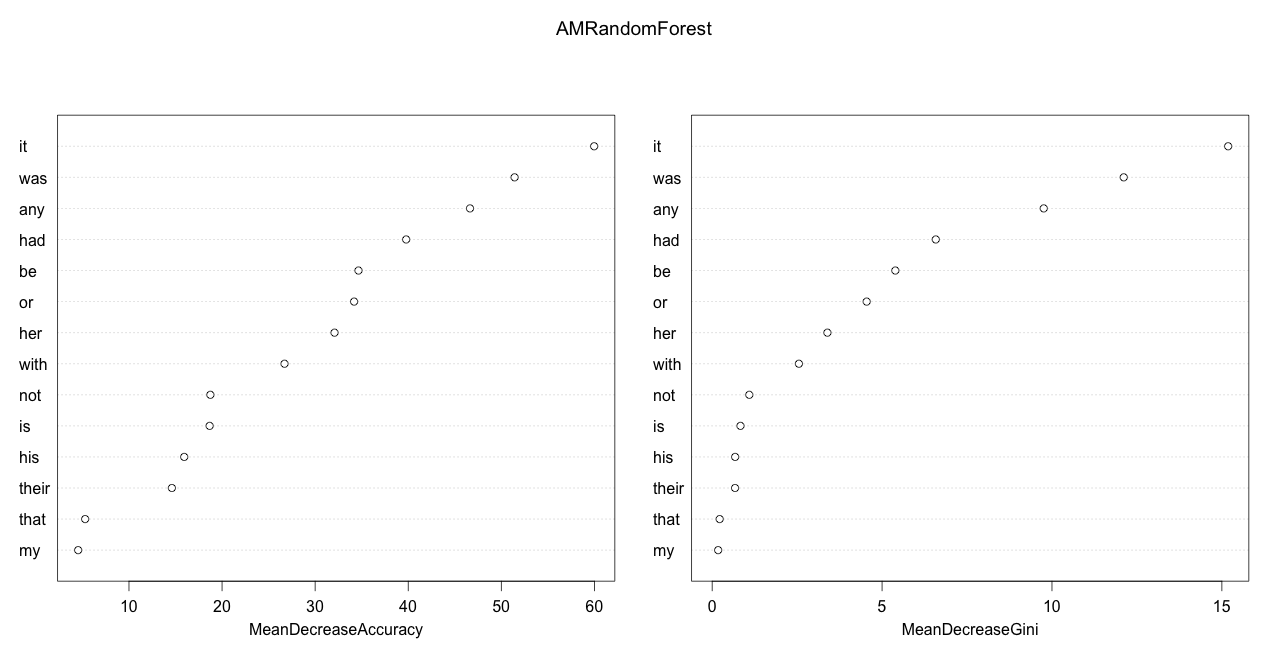 AMRandomForest
it
was
any
had
be
or
her
with
not
is
his
their
that
my
10 20 30 40 50 60
MeanDecreaseAccuracy
it
was
any
had
be
or
her
with
not
is
his
their
that
my
0 5 10 15
MeanDecreaseGini